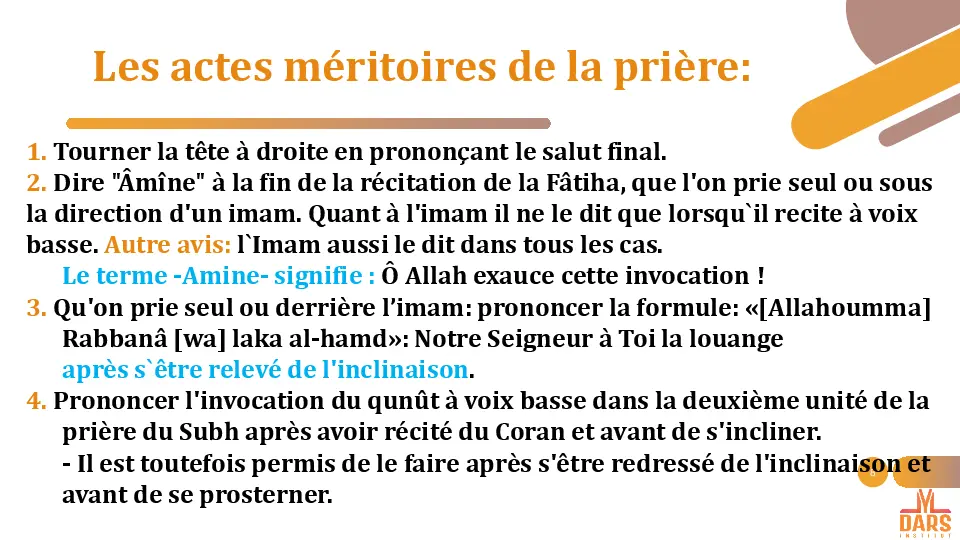 Les actes méritoires de la prière:
1. Tourner la tête à droite en prononçant le salut final.
2. Dire "Âmîne" à la fin de la récitation de la Fâtiha, que l'on prie seul ou sous
la direction d'un imam. Quant à l'imam il ne le dit que lorsqu`il recite à voix
basse. Autre avis: l`Imam aussi le dit dans tous les cas.
Le terme -Amine- signifie : Ô Allah exauce cette invocation !
3. Qu'on prie seul ou derrière l’imam: prononcer la formule: «[Allahoumma]
Rabbanâ [wa] laka al-hamd»: Notre Seigneur à Toi la louange
après s`être relevé de l'inclinaison.
4. Prononcer l'invocation du qunût à voix basse dans la deuxième unité de la
prière du Subh après avoir récité du Coran et avant de s'incliner.
- Il est toutefois permis de le faire après s'être redressé de l'inclinaison et
avant de se prosterner.
DARS
INSTITUT